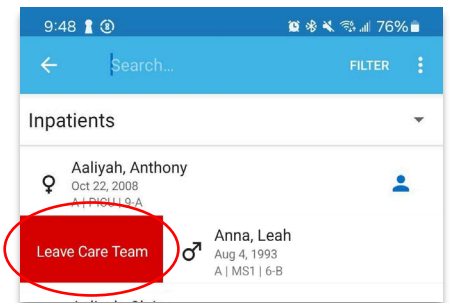 9:48
76%
Search...
FILTER
Inpatients
Aaliyah, Anthony
Oct 22, 2008
A | PICU | 9-A
Leave Care Team
Anna, Leah
Aug 4, 1993
A | MS1 | 6-B